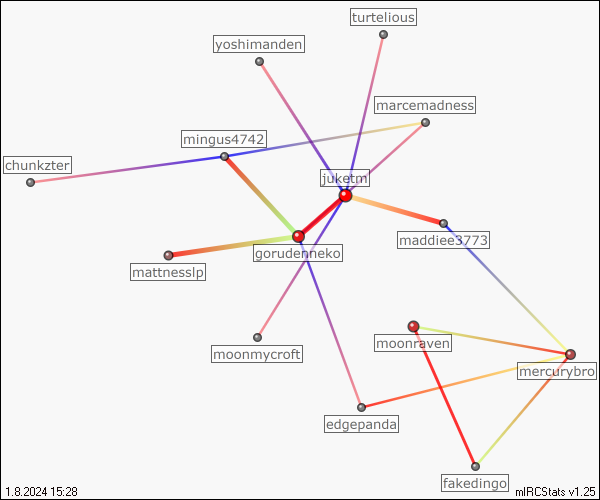 turtelious
yoshimanden
marcemadness
mingus4742
chunkzter
juketm
maddiee3773
gorudenneko
mattnesslp
moonraven
moonmycroft
mercurybro
edgepanda
fakedingo
1.8.2024 15:28
mIRCStats v1.25